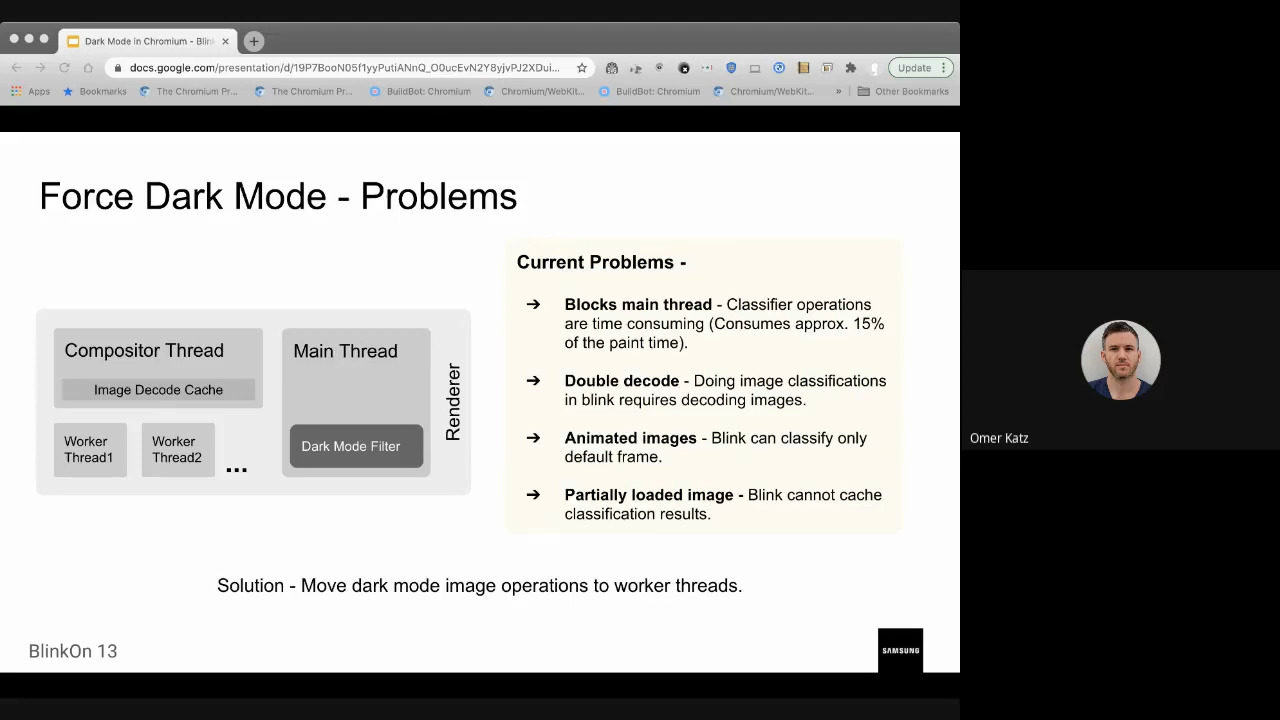 Dark Mode in Chromium - Blin
docs.google.com/presentation/d/19P7BooN05f1yyPutiANnQ_O0ucEvN2Y8yjvPJ2XDui...
Update
Apps
Bookmarks
The Chromium Pr...
The Chromium Pr...
BuildBot: Chromium
Chromium/WebKit...
BuildBot: Chromium
Chromium/WebKit...
»
Other Bookmarks
Force Dark Mode - Problems
Compositor Thread
Image Decode Cache
Worker
Thread1
Worker
Thread2
...
Main Thread
Dark Mode Filter
Renderer
Current Problems -
➔ Blocks main thread - Classifier operations
are time consuming (Consumes approx. 15%
of the paint time).
➔ Double decode - Doing image classifications
in blink requires decoding images.
➔ Animated images - Blink can classify only
default frame.
➔ Partially loaded image - Blink cannot cache
classification results.
Solution - Move dark mode image operations to worker threads.
BlinkOn 13
SAMSUNG
Omer Katz